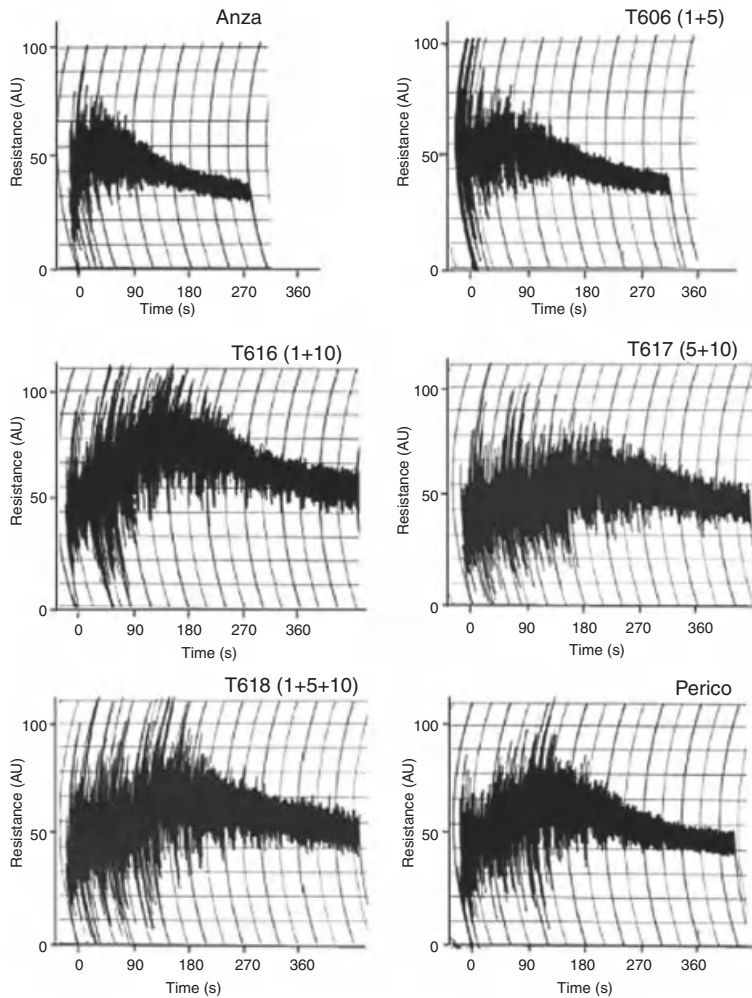 Anza
100
50
0
Resistance (AU)
0 90 180 270 360
Time (s)
T606 (1+5)
100
50
0
Resistance (AU)
0 90 180 270 360
Time (s)
T616 (1+10)
100
50
0
Resistance (AU)
0 90 180 270 360
Time (s)
T617 (5+10)
100
50
0
Resistance (AU)
0 90 180 270 360
Time (s)
T618 (1+5+10)
100
50
0
Resistance (AU)
0 90 180 270 360
Time (s)
Perico
100
50
0
Resistance (AU)
0 90 180 270 360
Time (s)